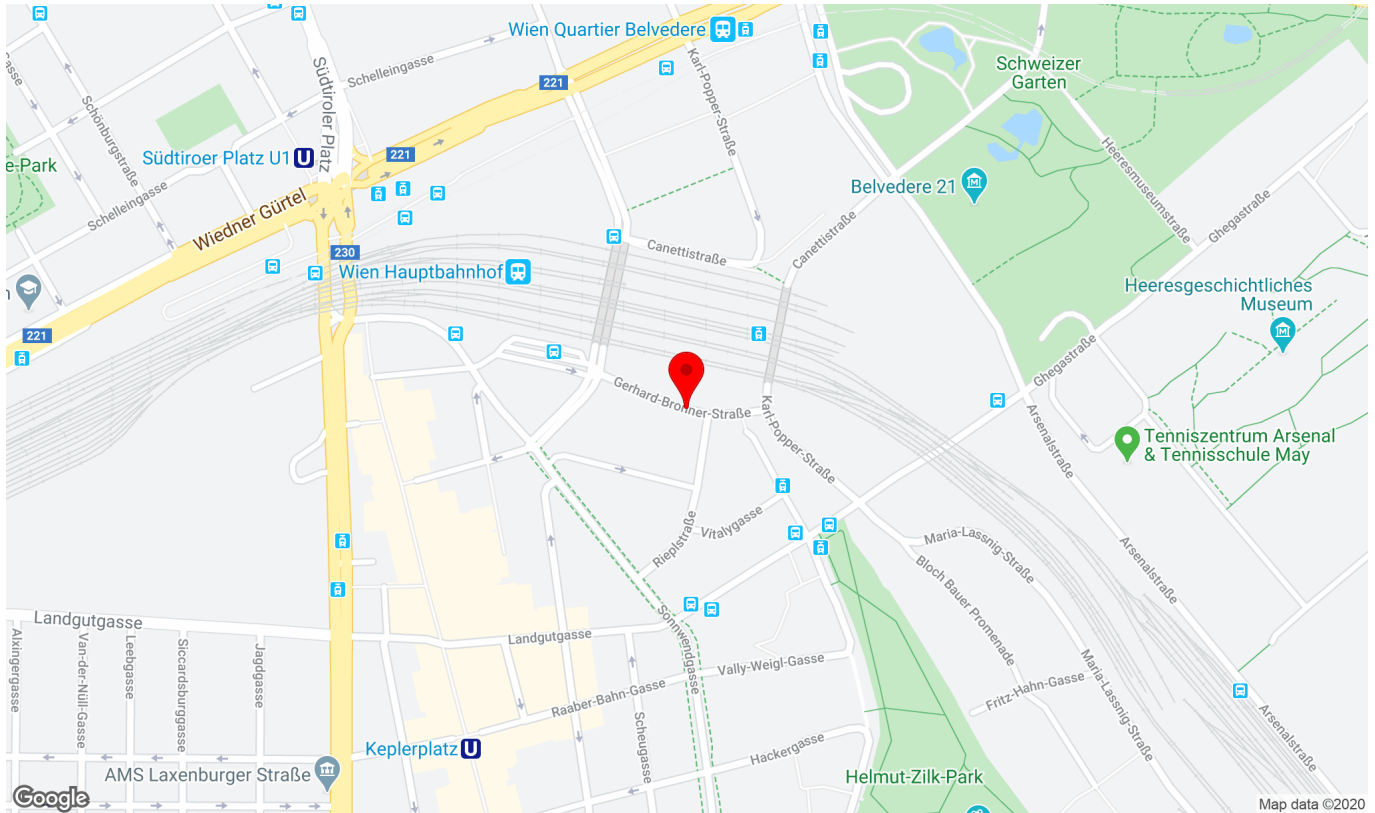 Wien Quartier Belvedere
Karl-Popper-Straße
Schelleingasse
Südtiroler Platz
221
Schweizer
Garten
Gasse
Schönburgstraße
Südtiroer Platz U1
U
221
e-Park
Heeresmuseumstraße
Belvedere 21
Schelleingasse
Wiedner Gürtel
Ghegastraße
Canettistraße
Canettistraße
230
Wien Hauptbahnhof
Heeresgeschichtliches
Museum
n
221
Ghegastraße
Gerhard-Bronner-Straße
Karl-Popper-Straße
Arsenalstraße
Tenniszentrum Arsenal
& Tennisschule May
Rieplstraße
Vitalygasse
Maria-Lassnig-Straße
Arsenalstraße
Bloch Bauer Promenade
Landgutgasse
Landgutgasse
Sonnwendgasse
Alxingergasse
Van-der-Nüll-Gasse
Leebgasse
Siccardsburggasse
Jagdgasse
Vally-Weigl-Gasse
Raaber-Bahn-Gasse
Fritz-Hahn-Gasse
Maria-Lassnig-Straße
Arsenalstraße
Scheugasse
Keplerplatz
U
Hackergasse
AMS Laxenburger Straße
Helmut-Zilk-Park
Google
Map data ©2020